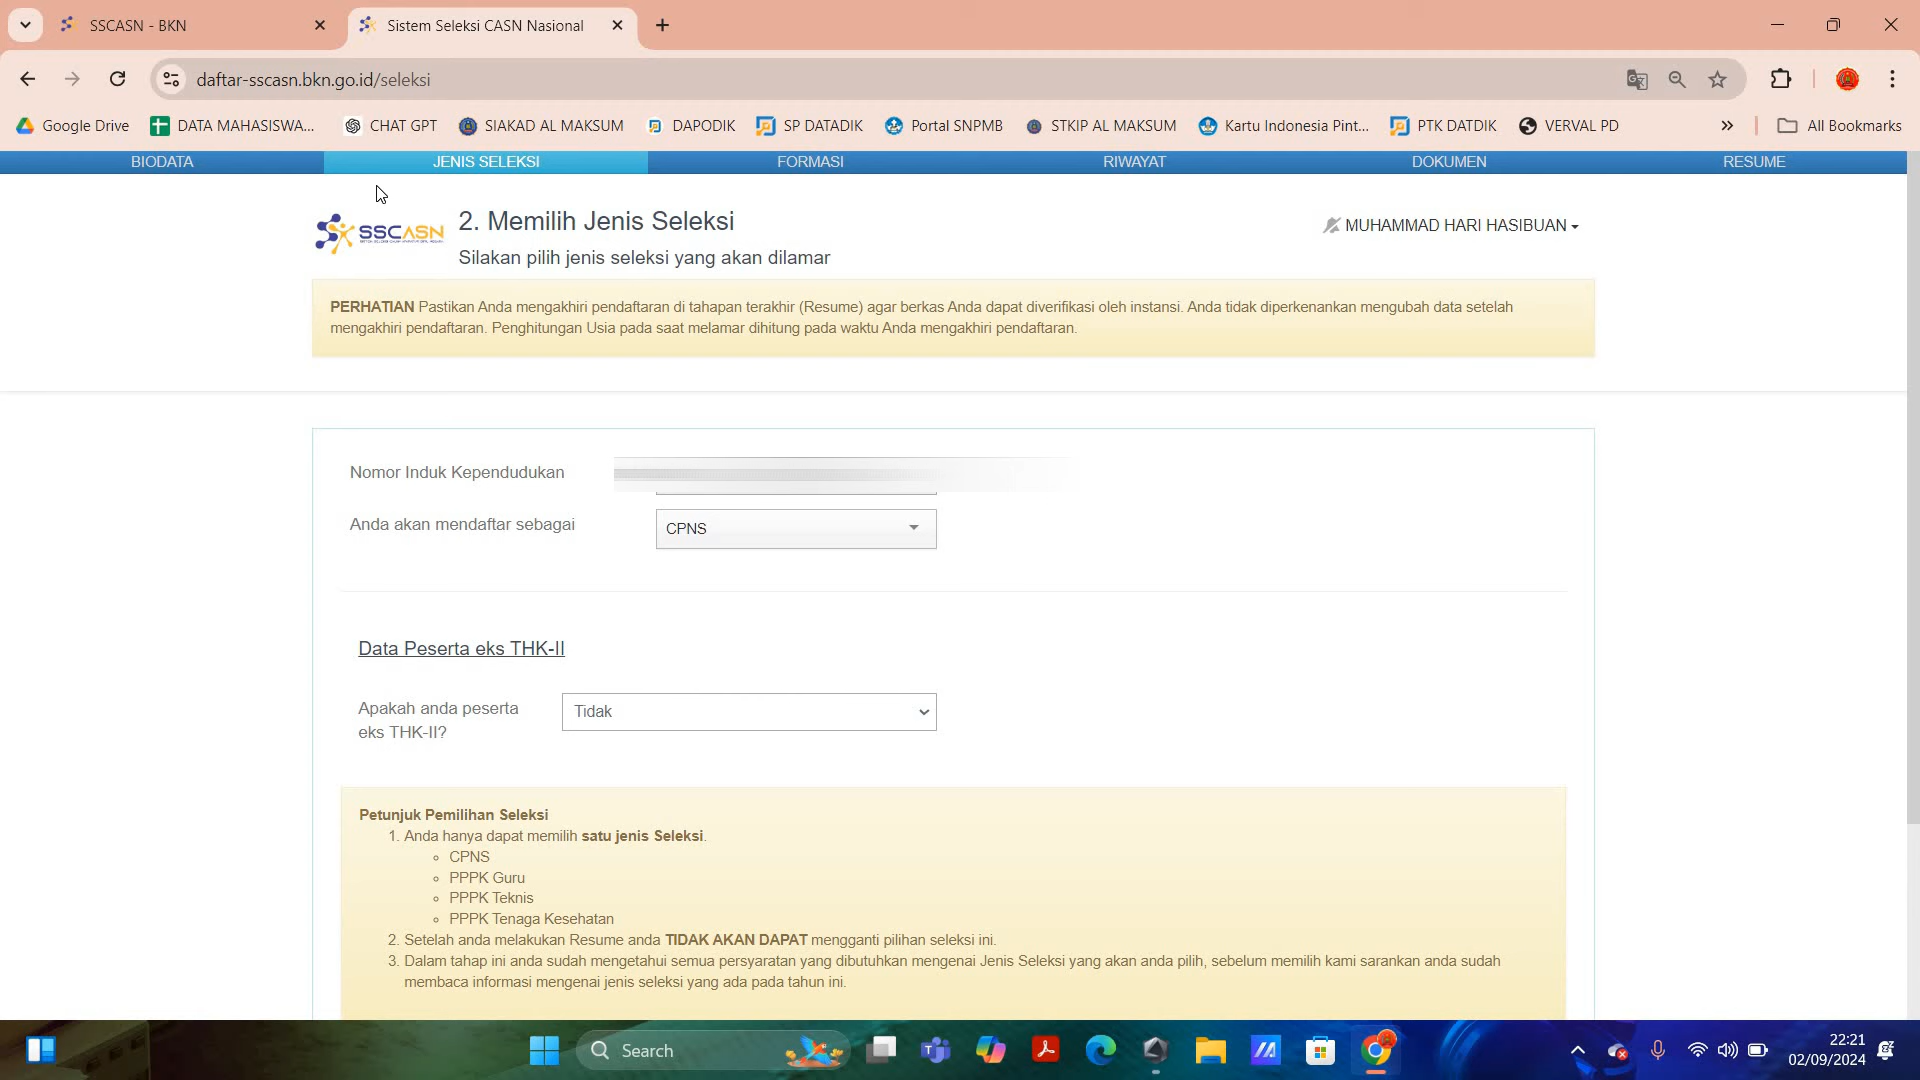 SSCASN - BKN
Sistem Seleksi CASN Nasional
daftar-sscasn.bkn.go.id/seleksi
Google Drive
DATA MAHASISWA...
CHAT GPT
SIAKAD AL MAKSUM
DAPODIK
SP DATADIK
Portal SNPMB
STKIP AL MAKSUM
Kartu Indonesia Pint...
PTK DATDIK
VERVAL PD
All Bookmarks
BIODATA
JENIS SELEKSI
FORMASI
RIWAYAT
DOKUMEN
RESUME
SSCASN
2. Memilih Jenis Seleksi
Silakan pilih jenis seleksi yang akan dilamar
MUHAMMAD HARI HASIBUAN
PERHATIAN Pastikan Anda mengakhiri pendaftaran di tahapan terakhir (Resume) agar berkas Anda dapat diverifikasi oleh instansi. Anda tidak diperkenankan mengubah data setelah
mengakhiri pendaftaran. Penghitungan Usia pada saat melamar dihitung pada waktu Anda mengakhiri pendaftaran.
Nomor Induk Kependudukan
Anda akan mendaftar sebagai
CPNS
Data Peserta eks THK-II
Apakah anda peserta
eks THK-II?
Tidak
Petunjuk Pemilihan Seleksi
1. Anda hanya dapat memilih satu jenis Seleksi.
CPNS
PPPK Guru
PPPK Teknis
PPPK Tenaga Kesehatan
2. Setelah anda melakukan Resume anda TIDAK AKAN DAPAT mengganti pilihan seleksi ini.
3. Dalam tahap ini anda sudah mengetahui semua persyaratan yang dibutuhkan mengenai Jenis Seleksi yang akan anda pilih, sebelum memilih kami sarankan anda sudah
membaca informasi mengenai jenis seleksi yang ada pada tahun ini.
Search
22:21
02/09/2024